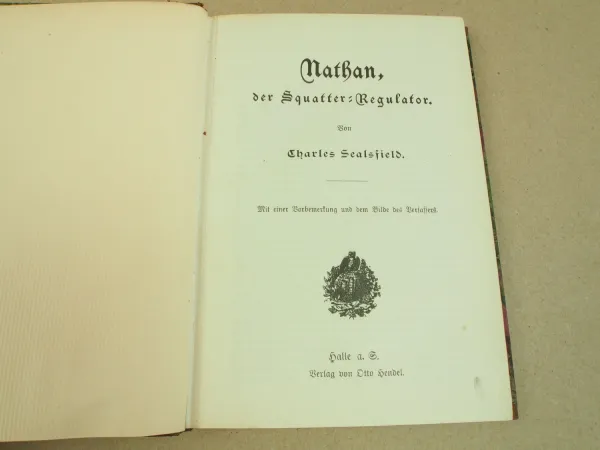 Nathan,
der Squatter-Regulator.
Von
Charles Sealsfield.
Mit einer Vorbemerkung und dem Bilde des Verfassers.
Halle a. S.
Verlag von Otto Hendel.